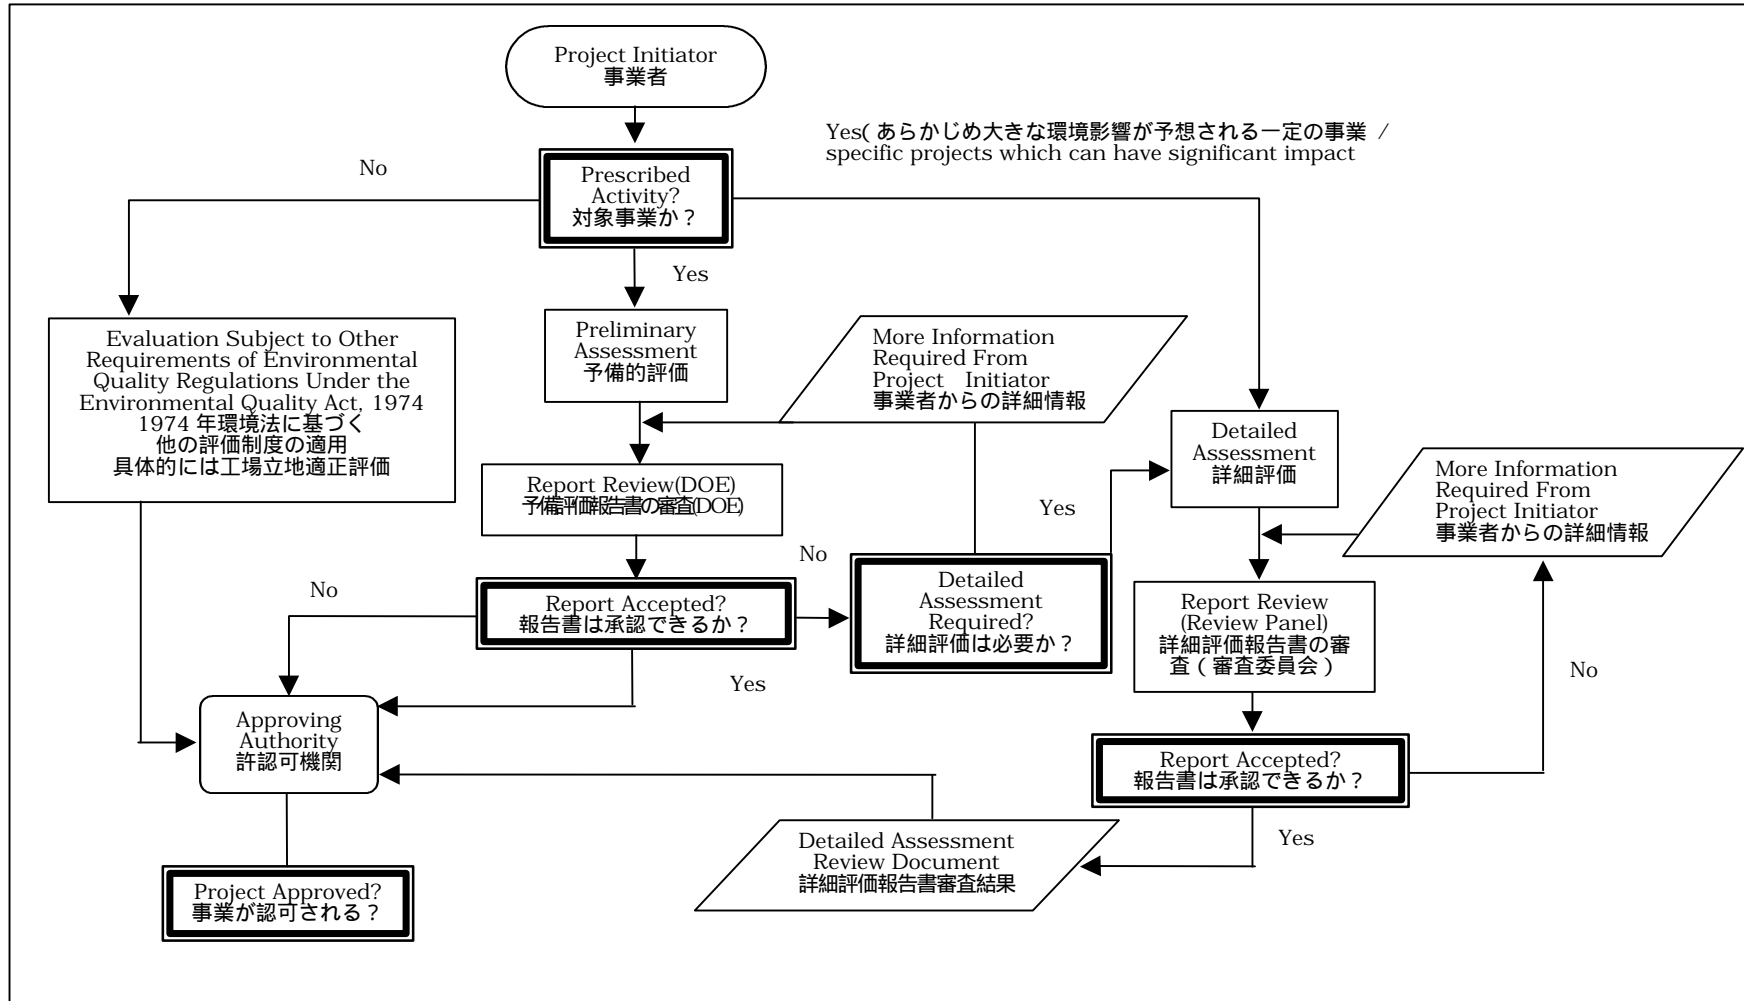 Project Initiator
事業者
Yes( あらかじめ大きな環境影響が予想される一定の事業 /
specific projects which can have significant impact
No
Prescribed
Activity?
対象事業か？
Yes
Evaluation Subject to Other
Requirements of Environmental
Quality Regulations Under the
Environmental Quality Act, 1974
1974 年環境法に基づく
他の評価制度の適用
具体的には工場立地適正評価
Preliminary
Assessment
予備的評価
More Information
Required From
Project Initiator
事業者からの詳細情報
Detailed
Assessment
詳細評価
More Information
Required From
Project Initiator
事業者からの詳細情報
Report Review(DOE)
予備評価報告書の審査(DOE)
Yes
No
No
Report Accepted?
報告書は承認できるか？
Detailed
Assessment
Required?
詳細評価は必要か？
Report Review
(Review Panel)
詳細評価報告書の審
査（審査委員会）
No
Yes
Approving
Authority
許認可機関
Report Accepted?
報告書は承認できるか？
Yes
Detailed Assessment
Review Document
詳細評価報告書審査結果
Project Approved?
事業が認可される？